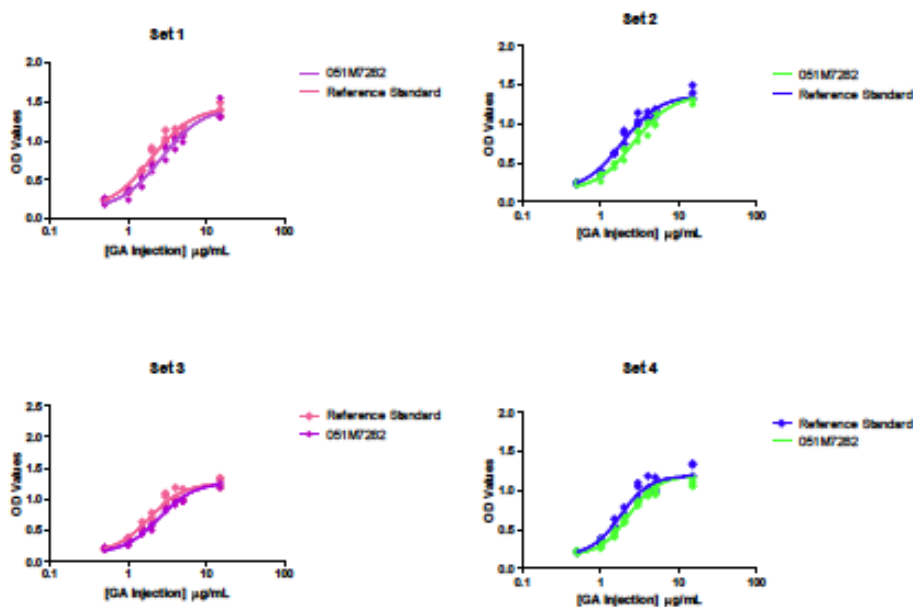 Set 1
2.0
1.5
1.0
0.5
0.0
OD Values
0.1
1
10
100
[GA Injection] µg/mL
051M7282
Reference Standard
Set 2
2.0
1.5
1.0
0.5
0.0
OD Values
0.1
1
10
100
[GA Injection] µg/mL
051M7282
Reference Standard
Set 3
2.5
2.0
1.5
1.0
0.5
0.0
OD Values
0.1
1
10
100
[GA Injection] µg/mL
Reference Standard
051M7282
Set 4
2.0
1.5
1.0
0.5
0.0
OD Values
0.1
1
10
100
[GA Injection] µg/mL
Reference Standard
051M7282